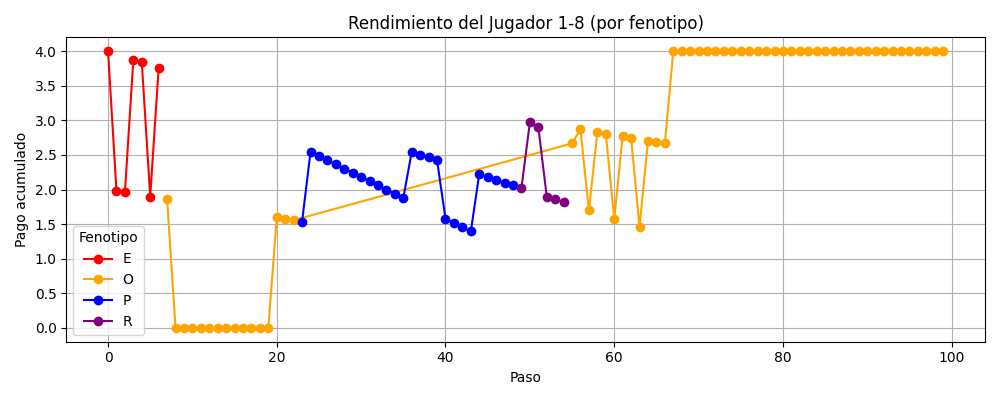 Rendimiento del Jugador 1-8 (por fenotipo)
Pago acumulado
4.0
3.5
3.0
2.5
2.0
1.5
1.0
0.5
0.0
Fenotipo
E
O
P
R
0
20
40
60
80
100
Paso